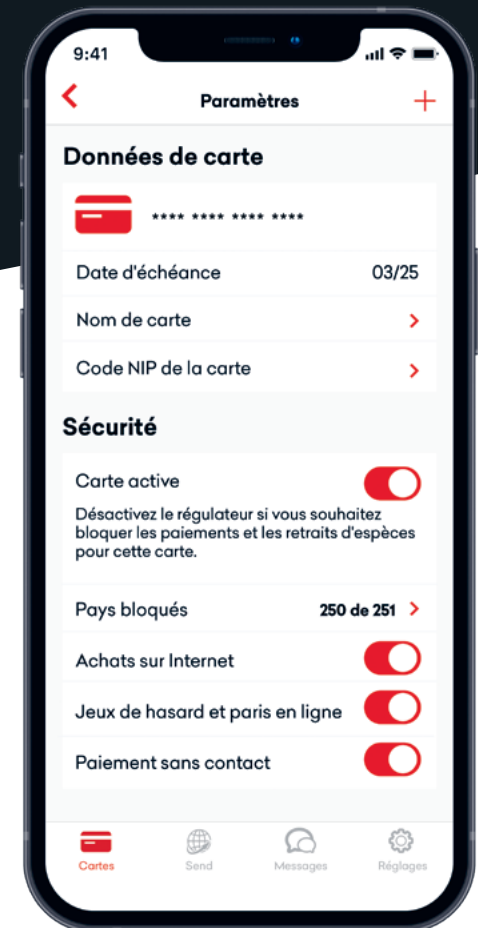 9:41
Paramètres
Données de carte
**** **** **** ****
Date d'échéance 03/25
Nom de carte
Code NIP de la carte
Sécurité
Carte active
Désactivez le régulateur si vous souhaitez
bloquer les paiements et les retraits d'espèces
pour cette carte.
Pays bloqués 250 de 251
Achats sur Internet
Jeux de hasard et paris en ligne
Paiement sans contact
Cartes Send Messages Réglages